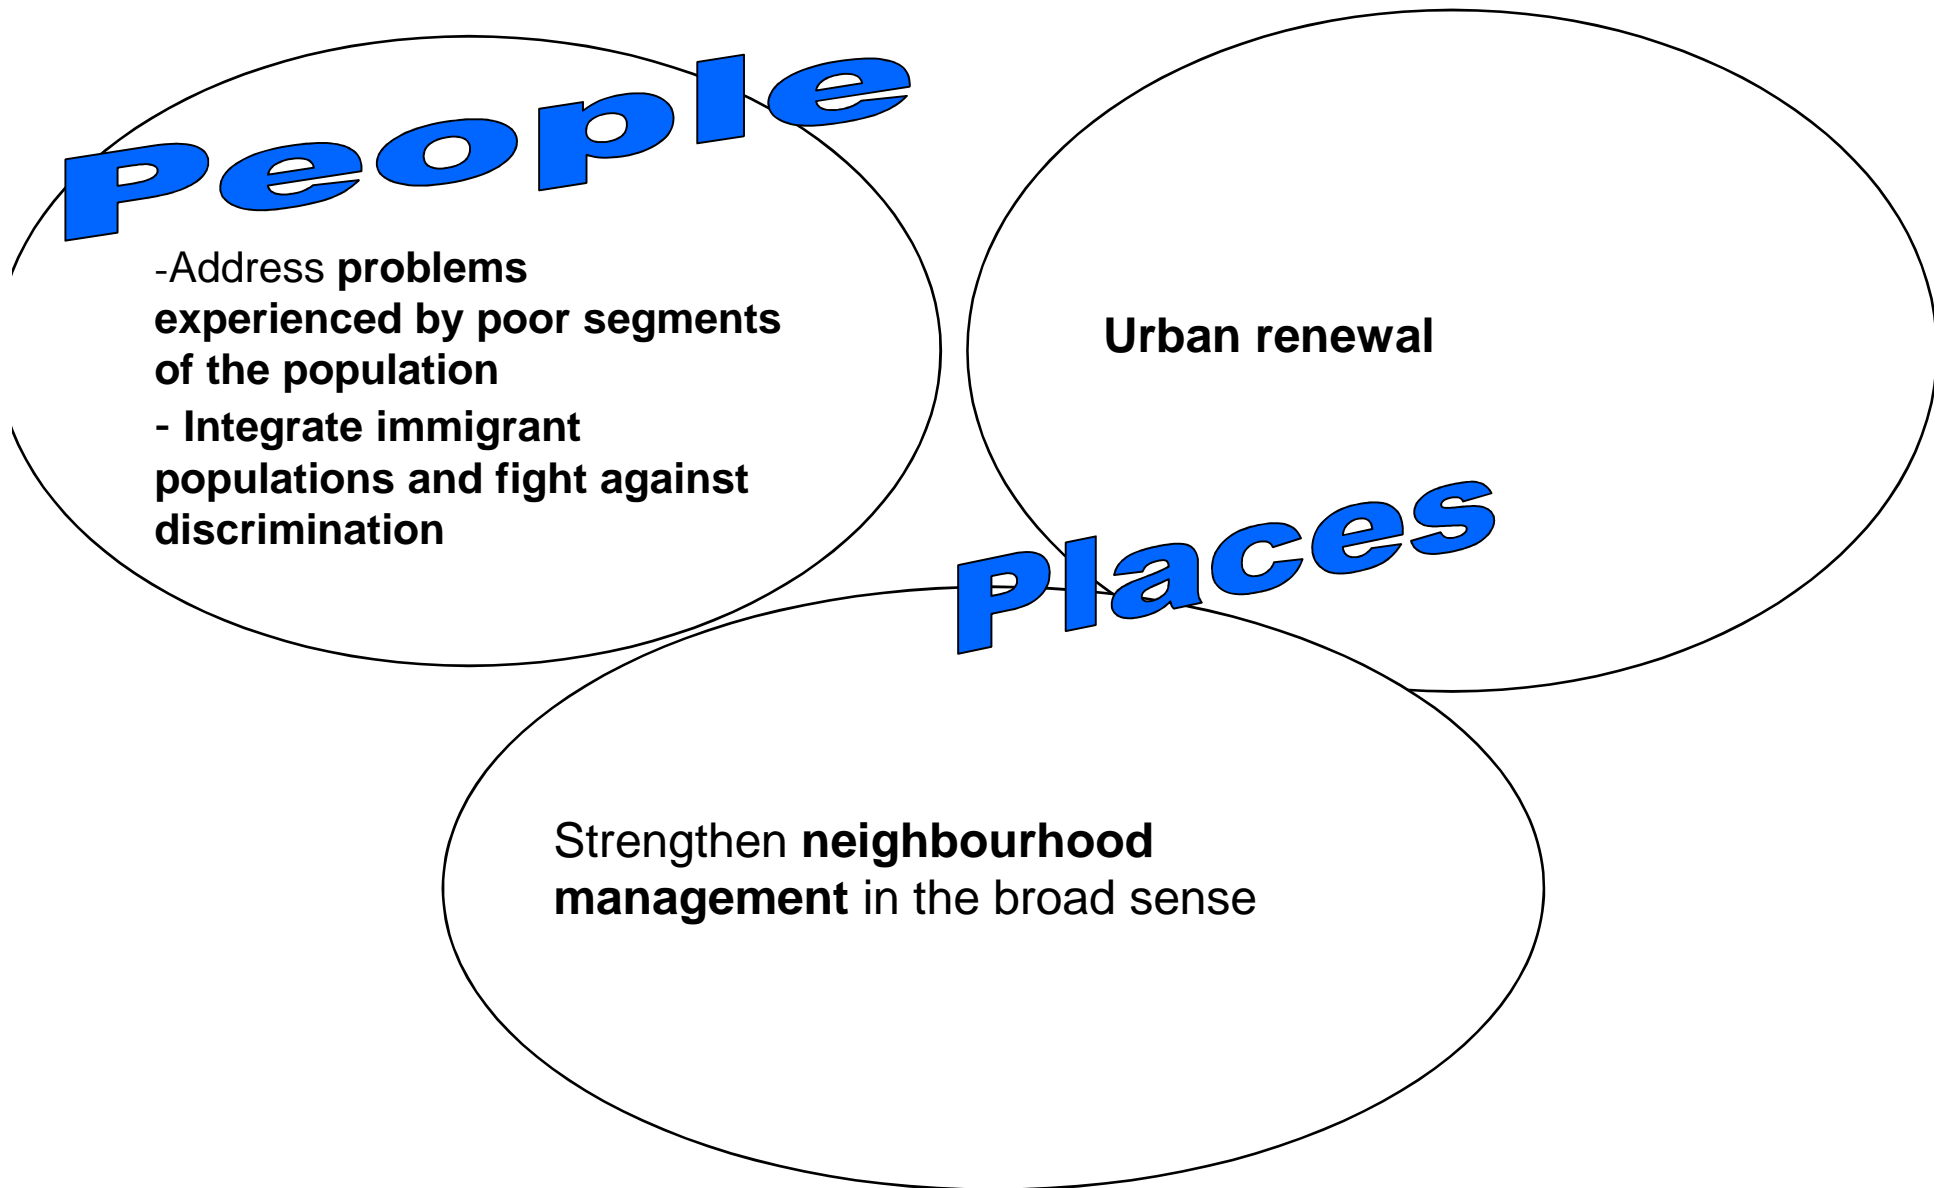 People
-Address problems
experienced by poor segments
of the population
- Integrate immigrant
populations and fight against
discrimination
Urban renewal
Places
Strengthen neighbourhood
management in the broad sense